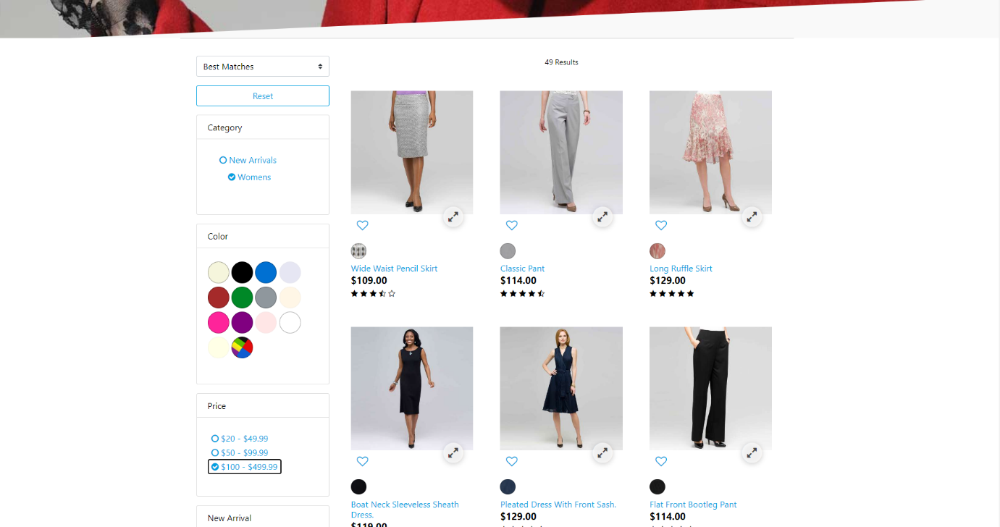 Best Matches
49 Results
Reset
Category
New Arrivals
Womens
Color
Price
$20 - $49.99
$50 - $99.99
$100 - $499.99
New Arrival
Wide Waist Pencil Skirt
$109.00
Classic Pant
$114.00
Long Ruffle Skirt
$129.00
Boat Neck Sleeveless Sheath
Dress.
$119.00
Pleated Dress With Front Sash.
$129.00
Flat Front Bootleg Pant
$114.00